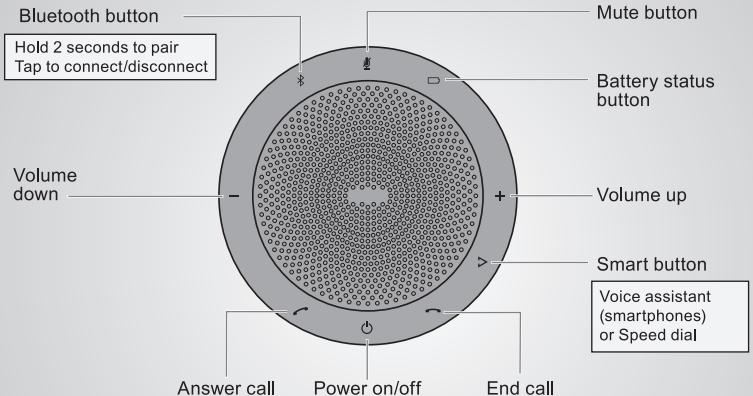 Bluetooth button
Hold 2 seconds to pair
Tap to connect/disconnect
Mute button
Battery status
button
Volume
down
Volume up
Smart button
Voice assistant
(smartphones)
or Speed dial
Answer call
Power on/off
End call